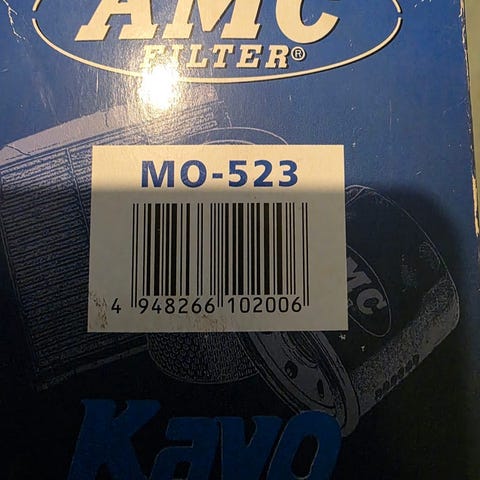 AMC
FILTER®
MO-523
4 948266 102006
AMC
Kavo